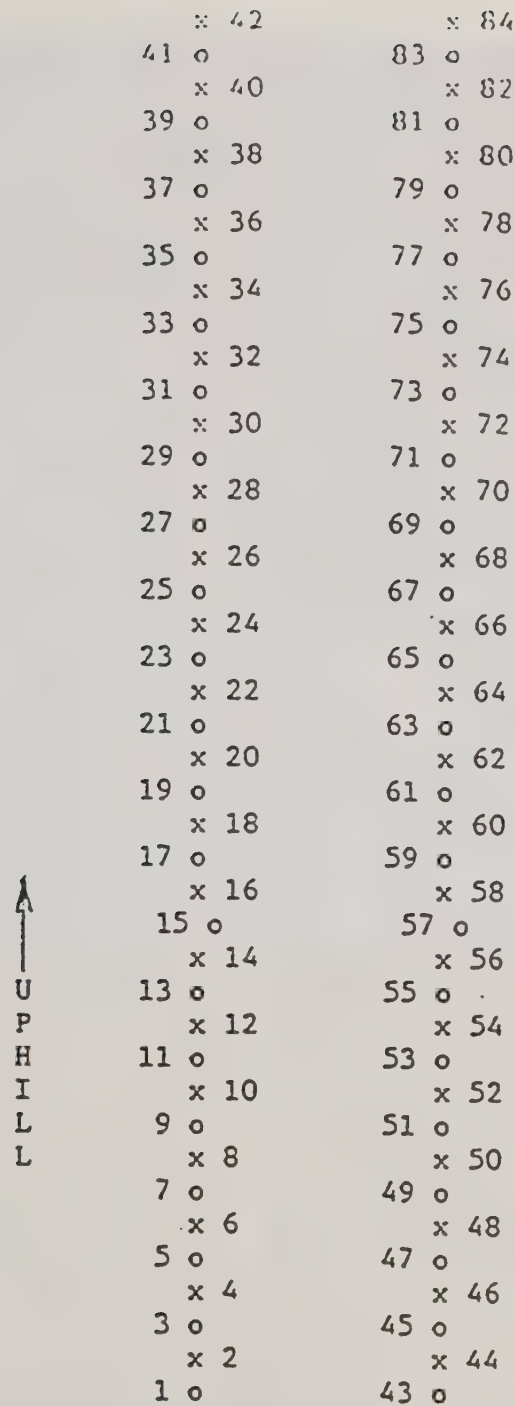 x 42 x 84
41 o 83 o
x 40 x 82
39 o 81 o
x 38 x 80
37 o 79 o
x 36 x 78
35 o 77 o
x 34 x 76
33 o 75 o
x 32 x 74
31 o 73 o
x 30 x 72
29 o 71 o
x 28 x 70
27 o 69 o
x 26 x 68
25 o 67 o
x 24 x 66
23 o 65 o
x 22 x 64
21 o 63 o
x 20 x 62
19 o 61 o
x 18 x 60
17 o 59 o
x 16 x 58
15 o 57 o
x 14 x 56
13 o 55 o
x 12 x 54
11 o 53 o
x 10 x 52
9 o 51 o
x 8 x 50
7 o 49 o
x 6 x 48
5 o 47 o
x 4 x 46
3 o 45 o
x 2 x 44
1 o 43 o
UPHILL